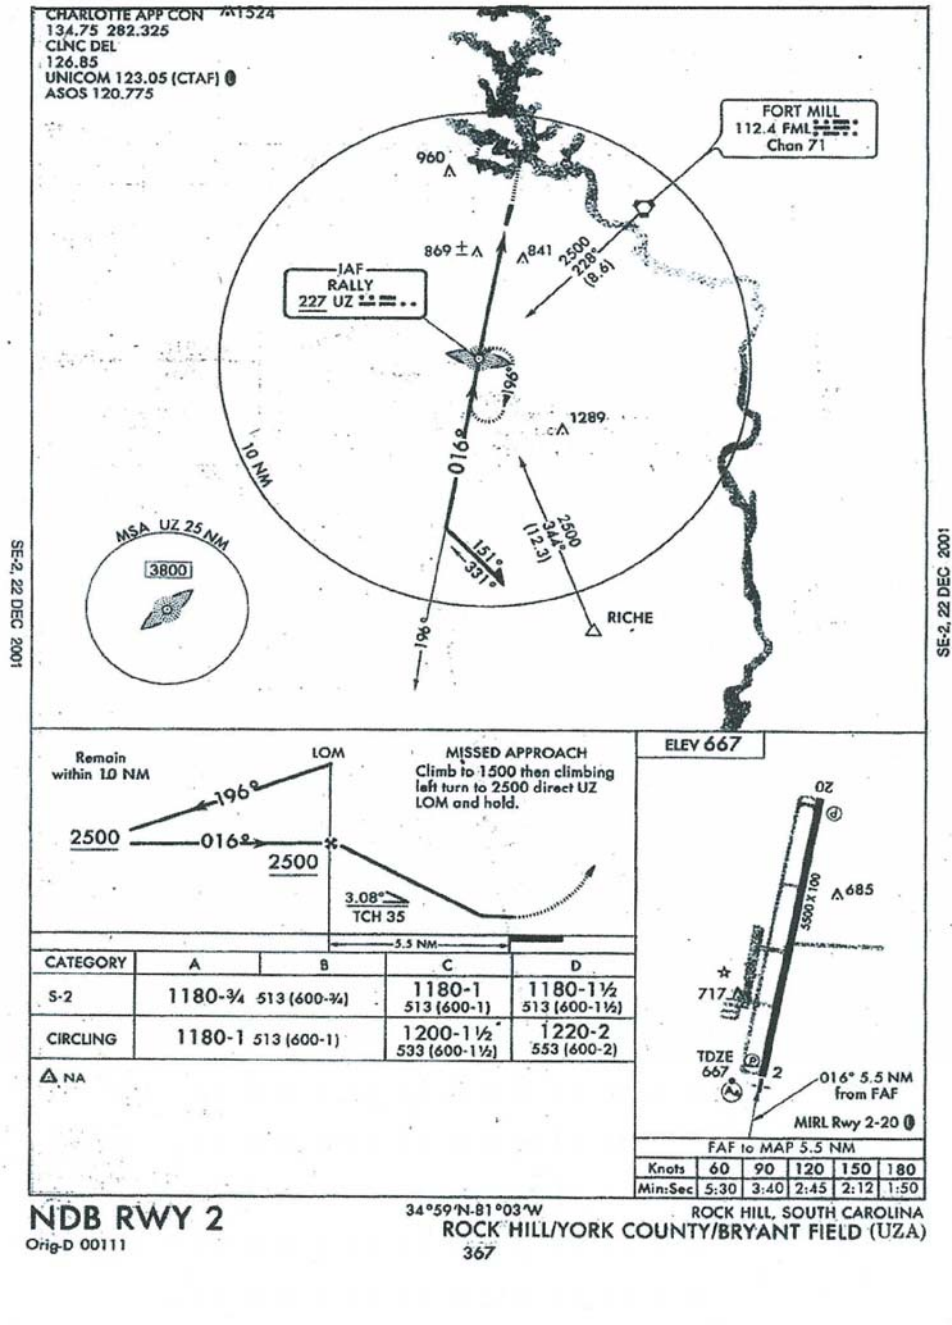 CHARLOTTE APP CON
134.75 282.325
CLNC DEL
126.85
UNICOM 123.05 (CTAF)
ASOS 120.775
1524
FORT MILL
112.4 FML
Chan 71
960
869 ±
841
2500
228°
(8.6)
IAF
RALLY
227 UZ
196°
1289
016°
10 NM
2500
344°
(12.3)
151°
331°
RICHE
196°
MSA UZ 25 NM
3800
SE-2, 22 DEC 2001
SE-2, 22 DEC 2001
Remain
within 10 NM
LOM
MISSED APPROACH
Climb to 1500 then climbing
left turn to 2500 direct UZ
LOM and hold.
196°
2500
016°
2500
3.08°
TCH 35
5.5 NM
CATEGORY A B C D
S-2 1180-¾ 513 (600-¾) 1180-1 513 (600-1) 1180-1½ 513 (600-1½)
CIRCLING 1180-1 513 (600-1) 1200-1½ 533 (600-1½) 1220-2 553 (600-2)
A NA
ELEV 667
20
P
5500 X 100
685
717
TDZE
667
P
2
016° 5.5 NM
from FAF
MIRL Rwy 2-20
FAF to MAP 5.5 NM
Knots 60 90 120 150 180
Min:Sec 5:30 3:40 2:45 2:12 1:50
NDB RWY 2
Orig-D 00111
34°59'N-81°03'W
ROCK HILL, SOUTH CAROLINA
ROCK HILL/YORK COUNTY/BRYANT FIELD (UZA)
367